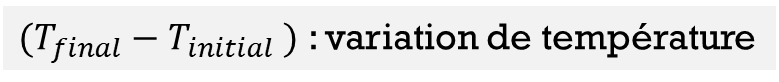 (T_final − T_initial ) : variation de température